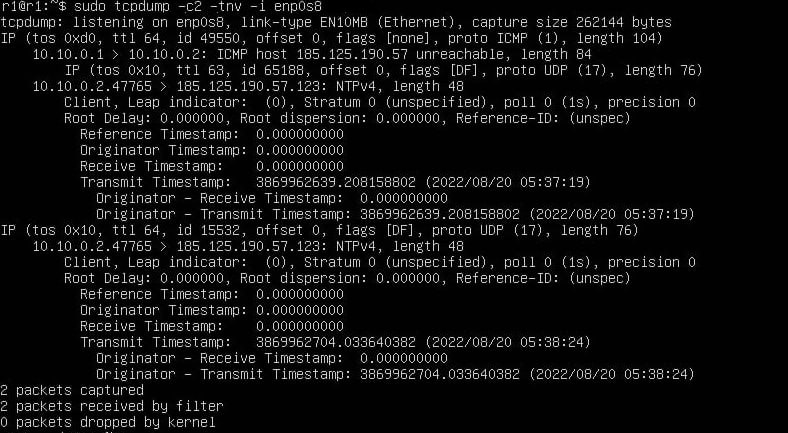 r1@r1:~$ sudo tcpdump -c2 -tnv -i enp0s8
tcpdump: listening on enp0s8, link-type EN10MB (Ethernet), capture size 262144 bytes
IP (tos 0xd0, ttl 64, id 49550, offset 0, flags [none], proto ICMP (1), length 104)
    10.10.0.1 > 10.10.0.2: ICMP host 185.125.190.57 unreachable, length 84
        IP (tos 0x10, ttl 63, id 65188, offset 0, flags [DF], proto UDP (17), length 76)
    10.10.0.2.47765 > 185.125.190.57.123: NTPv4, length 48
        Client, Leap indicator:  (0), Stratum 0 (unspecified), poll 0 (1s), precision 0
        Root Delay: 0.000000, Root dispersion: 0.000000, Reference-ID: (unspec)
          Reference Timestamp:  0.000000000
          Originator Timestamp: 0.000000000
          Receive Timestamp:    0.000000000
          Transmit Timestamp:   3869962639.208158802 (2022/08/20 05:37:19)
            Originator - Receive Timestamp:  0.000000000
            Originator - Transmit Timestamp: 3869962639.208158802 (2022/08/20 05:37:19)
IP (tos 0x10, ttl 64, id 15532, offset 0, flags [DF], proto UDP (17), length 76)
    10.10.0.2.47765 > 185.125.190.57.123: NTPv4, length 48
        Client, Leap indicator:  (0), Stratum 0 (unspecified), poll 0 (1s), precision 0
        Root Delay: 0.000000, Root dispersion: 0.000000, Reference-ID: (unspec)
          Reference Timestamp:  0.000000000
          Originator Timestamp: 0.000000000
          Receive Timestamp:    0.000000000
          Transmit Timestamp:   3869962704.033640382 (2022/08/20 05:38:24)
            Originator - Receive Timestamp:  0.000000000
            Originator - Transmit Timestamp: 3869962704.033640382 (2022/08/20 05:38:24)
2 packets captured
2 packets received by filter
0 packets dropped by kernel